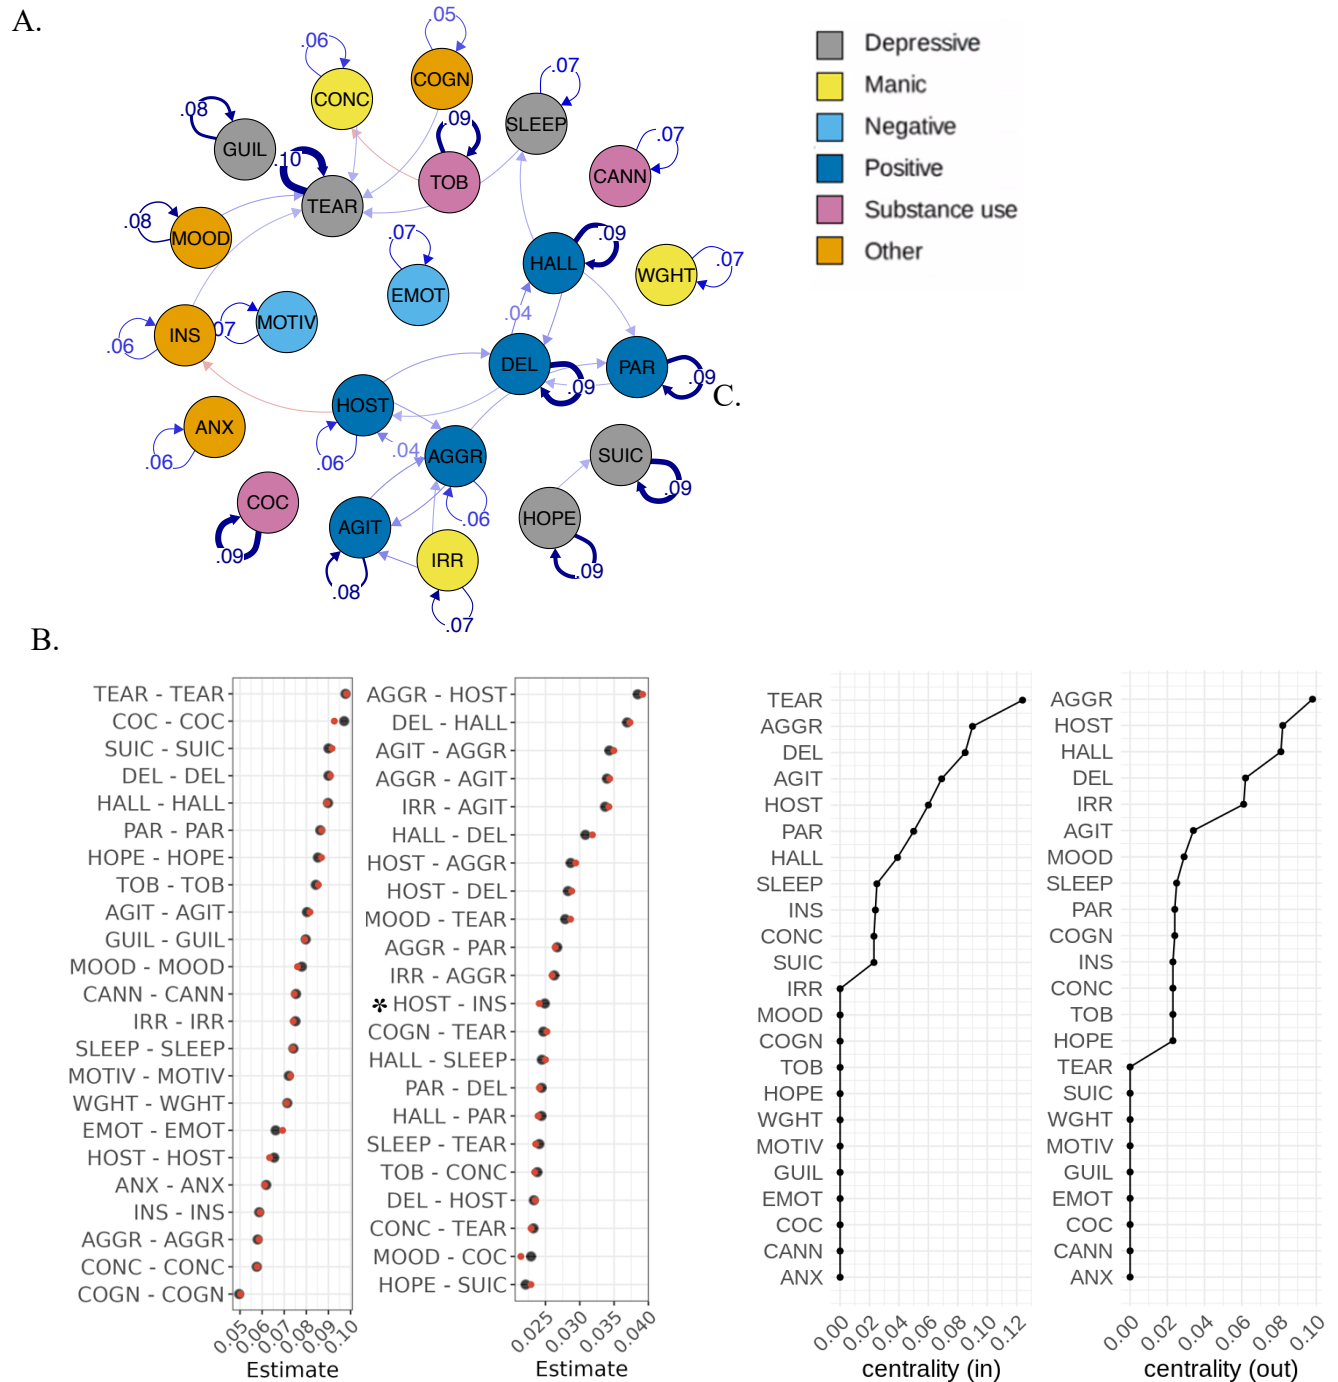 A.
.05
.06
COGN
CONC
.07
Depressive
Manic
Negative
Positive
Substance use
Other
.08
.09
SLEEP
.07
GUIL
.10
TOB
CANN
TEAR
.08
MOOD
.07
.09
HALL
WGHT
.07
EMOT
.04
INS
07
MOTIV
.06
DEL
PAR
.09
.09
C.
HOST
ANX
.04
AGGR
SUIC
.06
.06
.09
COC
HOPE
.06
AGIT
.09
IRR
.09
.08
.07
B.
TEAR - TEAR
COC - COC
SUIC - SUIC
DEL - DEL
HALL - HALL
PAR - PAR
HOPE - HOPE
TOB - TOB
AGIT - AGIT
GUIL - GUIL
MOOD - MOOD
CANN - CANN
IRR - IRR
SLEEP - SLEEP
MOTIV - MOTIV
WGHT - WGHT
EMOT - EMOT
HOST - HOST
ANX - ANX
INS - INS
AGGR - AGGR
CONC - CONC
COGN - COGN
0.05
0.06
0.07
0.08
0.09
0.10
Estimate
AGGR - HOST
DEL - HALL
AGIT - AGGR
AGGR - AGIT
IRR - AGIT
HALL - DEL
HOST - AGGR
HOST - DEL
MOOD - TEAR
AGGR - PAR
IRR - AGGR
* HOST - INS
COGN - TEAR
HALL - SLEEP
PAR - DEL
HALL - PAR
SLEEP - TEAR
TOB - CONC
DEL - HOST
CONC - TEAR
MOOD - COC
HOPE - SUIC
0.025
0.030
0.035
0.040
Estimate
TEAR
AGGR
DEL
AGIT
HOST
PAR
HALL
SLEEP
INS
CONC
SUIC
IRR
MOOD
COGN
TOB
HOPE
WGHT
MOTIV
GUIL
EMOT
COC
CANN
ANX
0.00
0.02
0.04
0.06
0.08
0.10
0.12
centrality (in)
AGGR
HOST
HALL
DEL
IRR
AGIT
MOOD
SLEEP
PAR
COGN
INS
CONC
TOB
HOPE
TEAR
SUIC
WGHT
MOTIV
GUIL
EMOT
COC
CANN
ANX
0.00
0.02
0.04
0.06
0.08
0.10
centrality (out)